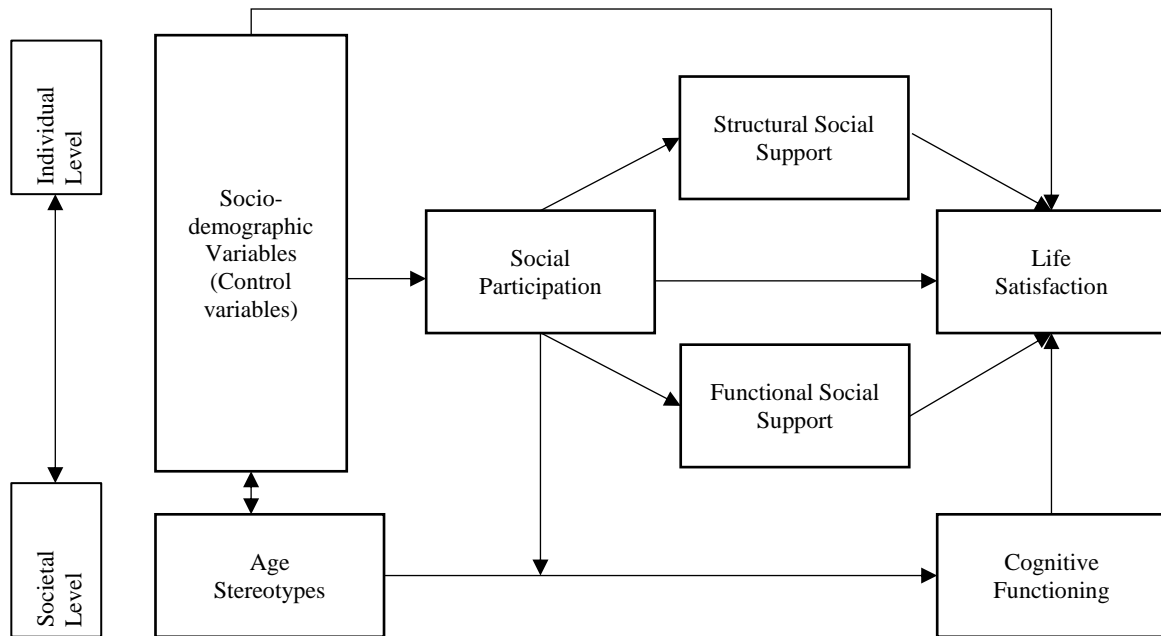 Individual
Level
Socio-
demographic
Variables
(Control
variables)
Structural Social
Support
Social
Participation
Life
Satisfaction
Functional Social
Support
Societal
Level
Age
Stereotypes
Cognitive
Functioning